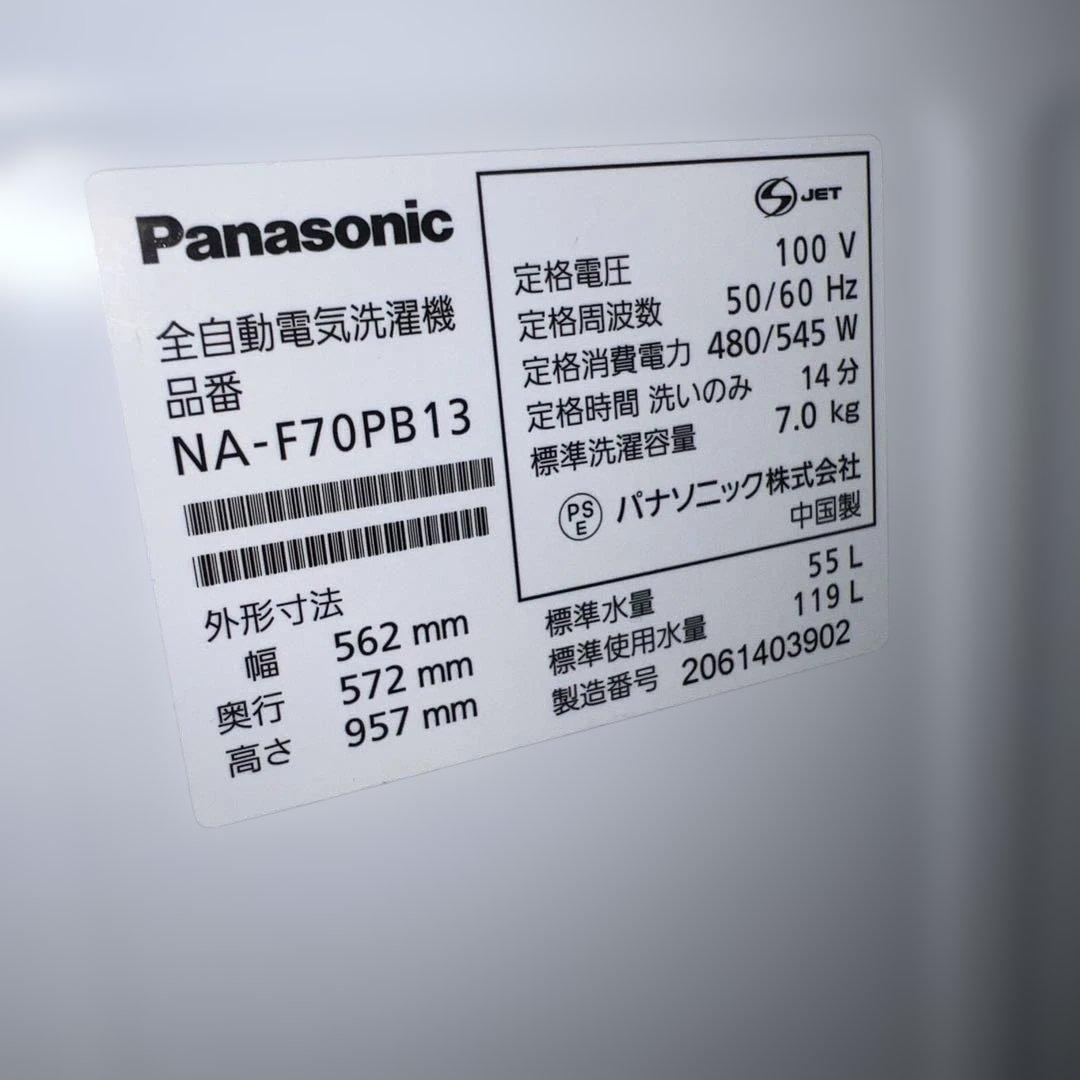 Panasonic
全自動電気洗濯機
品番
NA-F70PB13
外形寸法
幅 562 mm
奥行 572 mm
高さ 957 mm
JET
定格電圧 100 V
定格周波数 50/60 Hz
定格消費電力 480/545 W
定格時間 洗いのみ 14分
標準洗濯容量 7.0 kg
PS
E
パナソニック株式会社
中国製
標準水量 55 L
標準使用水量 119 L
製造番号 2061403902